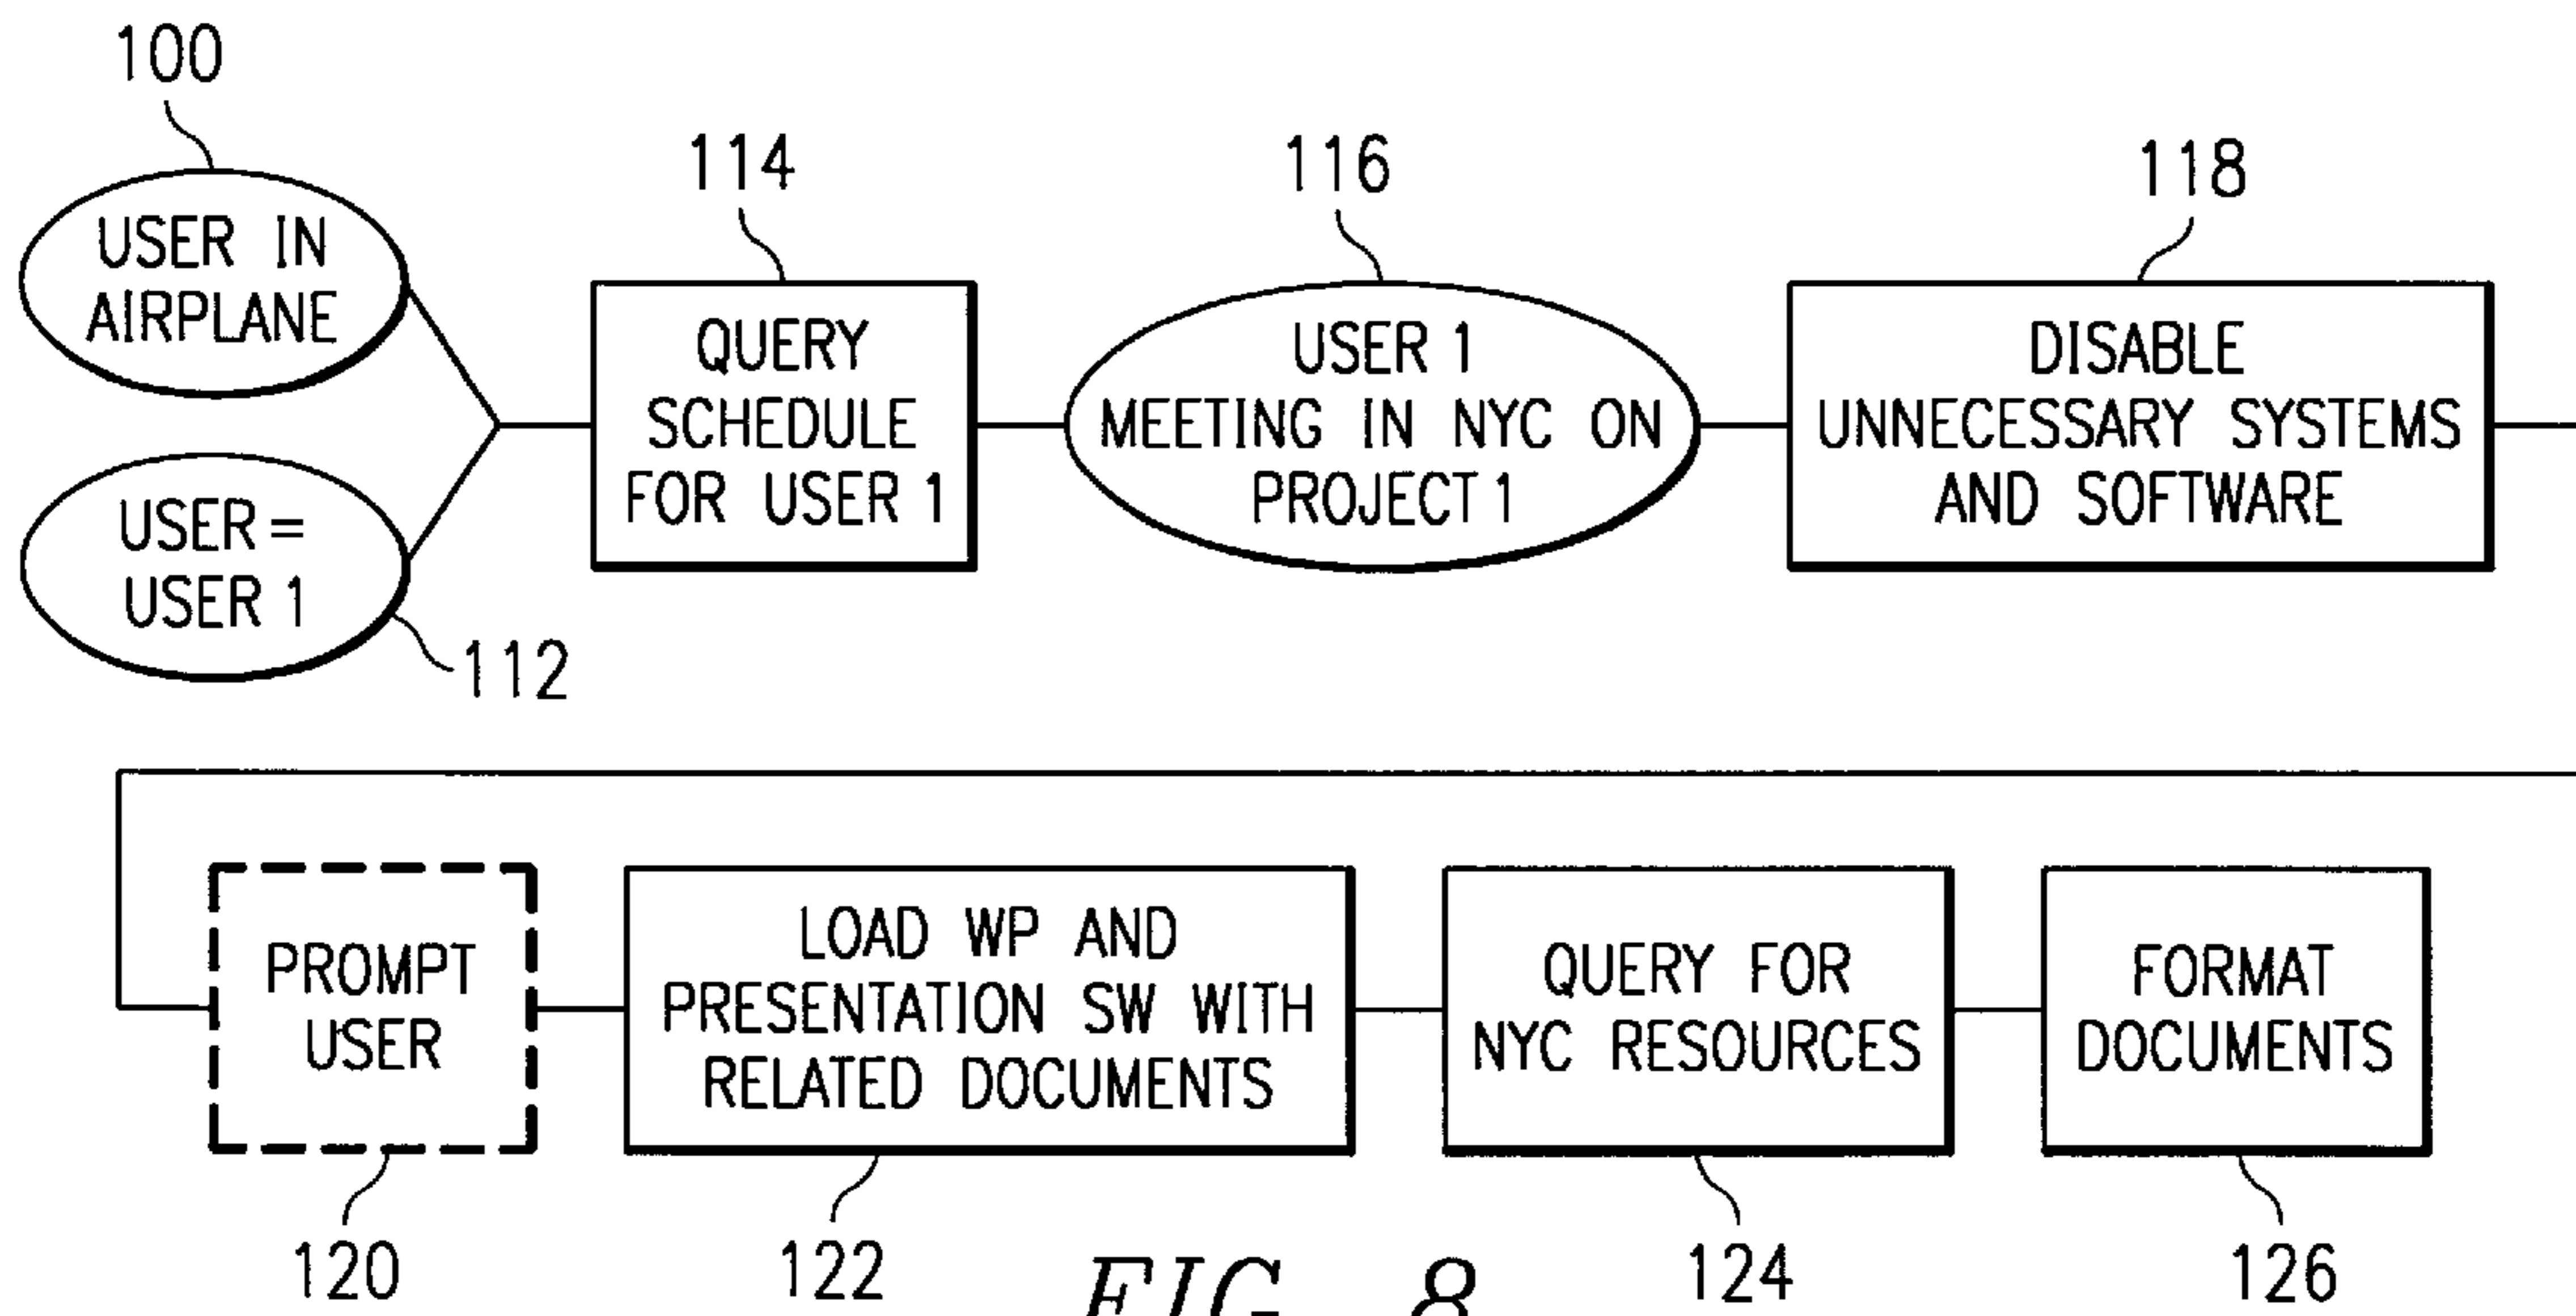 100
USER IN
AIRPLANE
USER =
USER 1
112
114
QUERY
SCHEDULE
FOR USER 1
116
USER 1
MEETING IN NYC ON
PROJECT 1
118
DISABLE
UNNECESSARY SYSTEMS
AND SOFTWARE
PROMPT
USER
120
LOAD WP AND
PRESENTATION SW WITH
RELATED DOCUMENTS
122
QUERY FOR
NYC RESOURCES
124
FORMAT
DOCUMENTS
126
FIG. 8